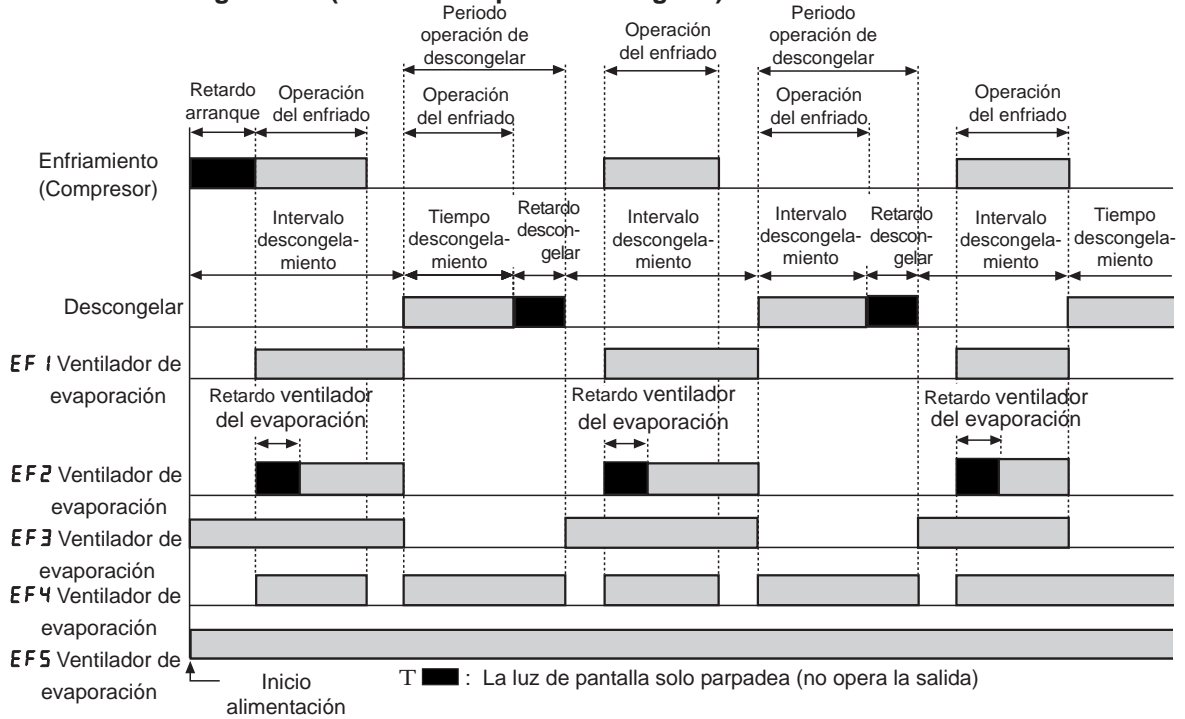 Periodo
operación de
descongelar
Operación
del enfriado
Periodo
operación de
descongelar
Retardo
arranque
Operación
del enfriado
Operación
del enfriado
Operación
del enfriado
Operación
del enfriado
Enfriamiento
(Compresor)
Intervalo
descongela-
miento
Tiempo
descongela-
miento
Retardo
descon-
gelar
Intervalo
descongela-
miento
Intervalo
descongela-
miento
Retardo
descon-
gelar
Intervalo
descongela-
miento
Tiempo
descongela-
miento
Descongelar
EF1 Ventilador de
evaporación
Retardo ventilador
del evaporación
Retardo ventilador
del evaporación
Retardo ventilador
del evaporación
EF2 Ventilador de
evaporación
EF3 Ventilador de
evaporación
EF4 Ventilador de
evaporación
EF5 Ventilador de
evaporación
Inicio
alimentación
T : La luz de pantalla solo parpadea (no opera la salida)